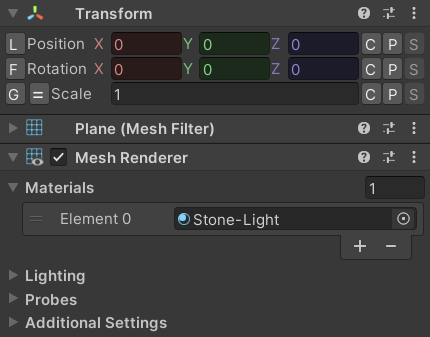 Transform
L Position X 0 Y 0 Z 0 C P S
F Rotation X 0 Y 0 Z 0 C P S
G = Scale 1 C P S
Plane (Mesh Filter)
Mesh Renderer
Materials 1
= Element 0 Stone-Light
+ −
Lighting
Probes
Additional Settings